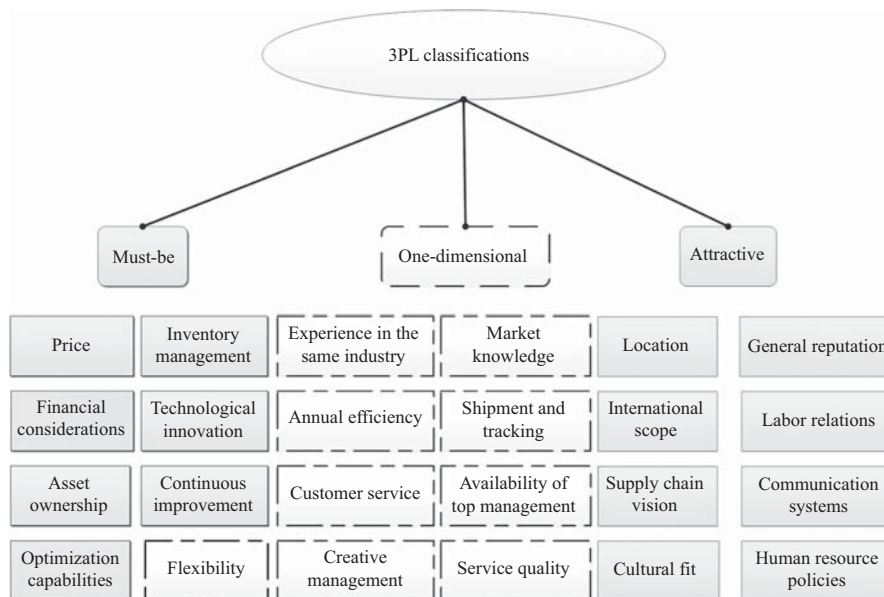 3PL classifications
Must-be
One-dimensional
Attractive
Price
Inventory
management
Experience in the
same industry
Market
knowledge
Location
General reputation
Financial
considerations
Technological
innovation
Annual efficiency
Shipment and
tracking
International
scope
Labor relations
Asset
ownership
Continuous
improvement
Customer service
Availability of
top management
Supply chain
vision
Communication
systems
Optimization
capabilities
Flexibility
Creative
management
Service quality
Cultural fit
Human resource
policies